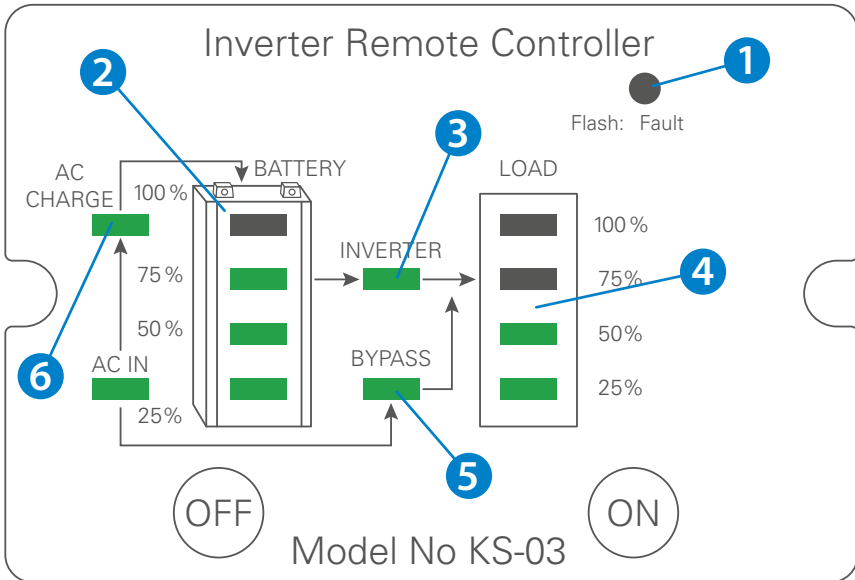 Inverter Remote Controller
1
2
Flash: Fault
3
AC
CHARGE
BATTERY
LOAD
100%
100%
INVERTER
75%
75%
4
50%
50%
6
AC IN
BYPASS
25%
25%
5
OFF
ON
Model No KS-03